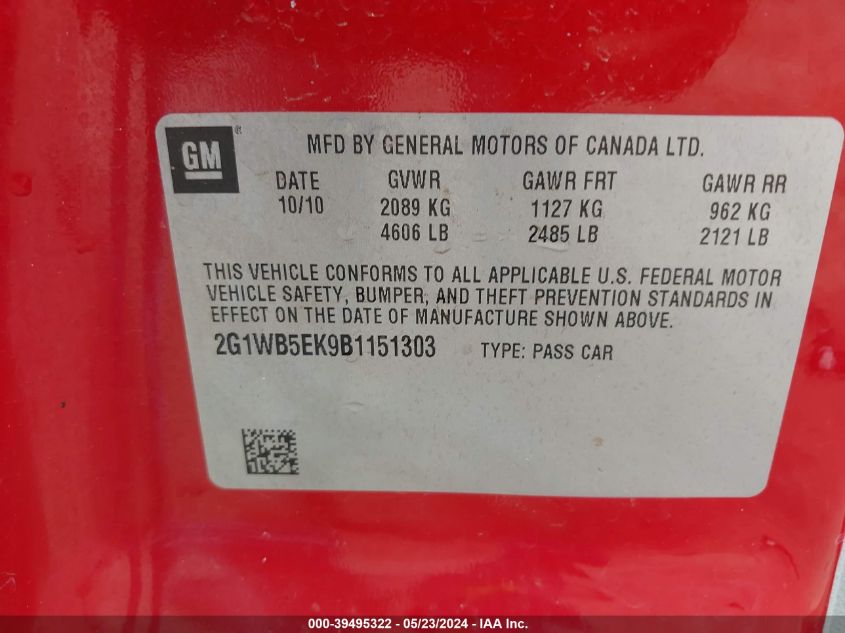 GM ®
MFD BY GENERAL MOTORS OF CANADA LTD.
DATE GVWR GAWR FRT GAWR RR
10/10 2089 KG 1127 KG 962 KG
4606 LB 2485 LB 2121 LB
THIS VEHICLE CONFORMS TO ALL APPLICABLE U.S. FEDERAL MOTOR
VEHICLE SAFETY, BUMPER, AND THEFT PREVENTION STANDARDS IN
EFFECT ON THE DATE OF MANUFACTURE SHOWN ABOVE.
2G1WB5EK9B1151303 TYPE: PASS CAR
000-39495322 - 05/23/2024 - IAA Inc.